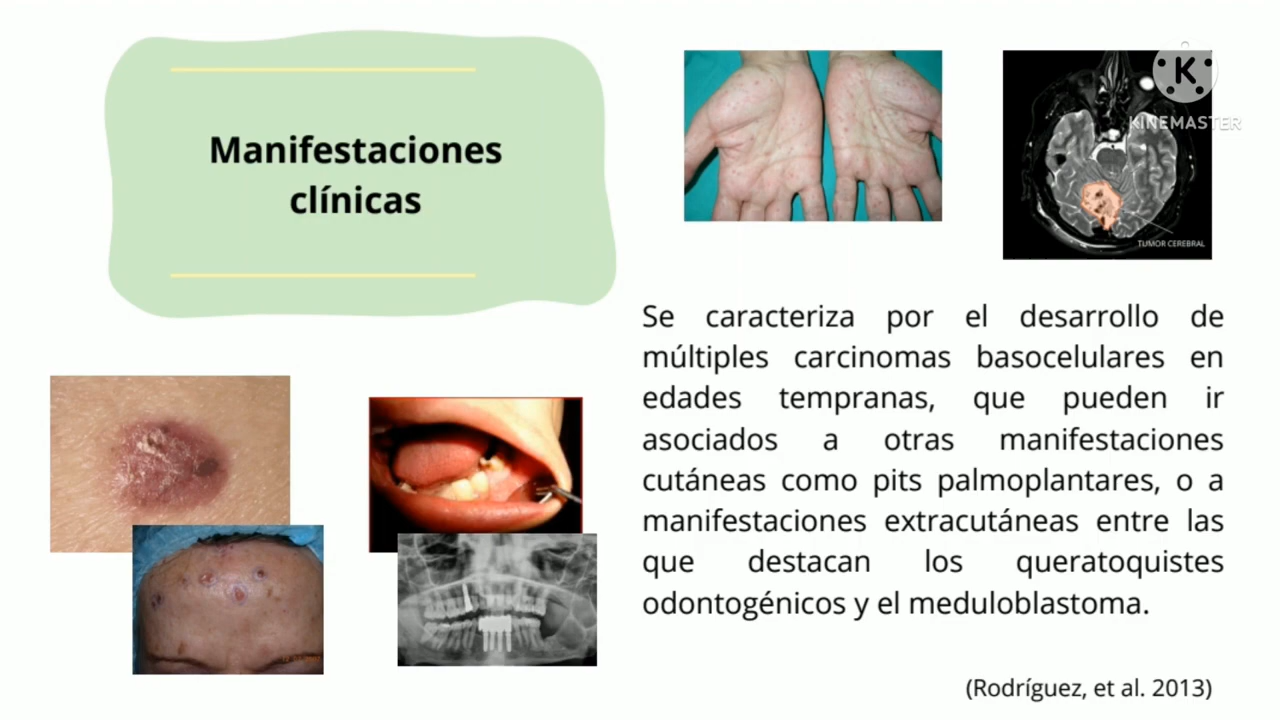 Manifestaciones
clínicas
KINEMASTER
TUMOR CEREBRAL
Se caracteriza por el desarrollo de
múltiples carcinomas basocelulares en
edades tempranas, que pueden ir
asociados a otras manifestaciones
cutáneas como pits palmoplantares, o a
manifestaciones extracutáneas entre las
que destacan los queratoquistes
odontogénicos y el meduloblastoma.
(Rodríguez, et al. 2013)